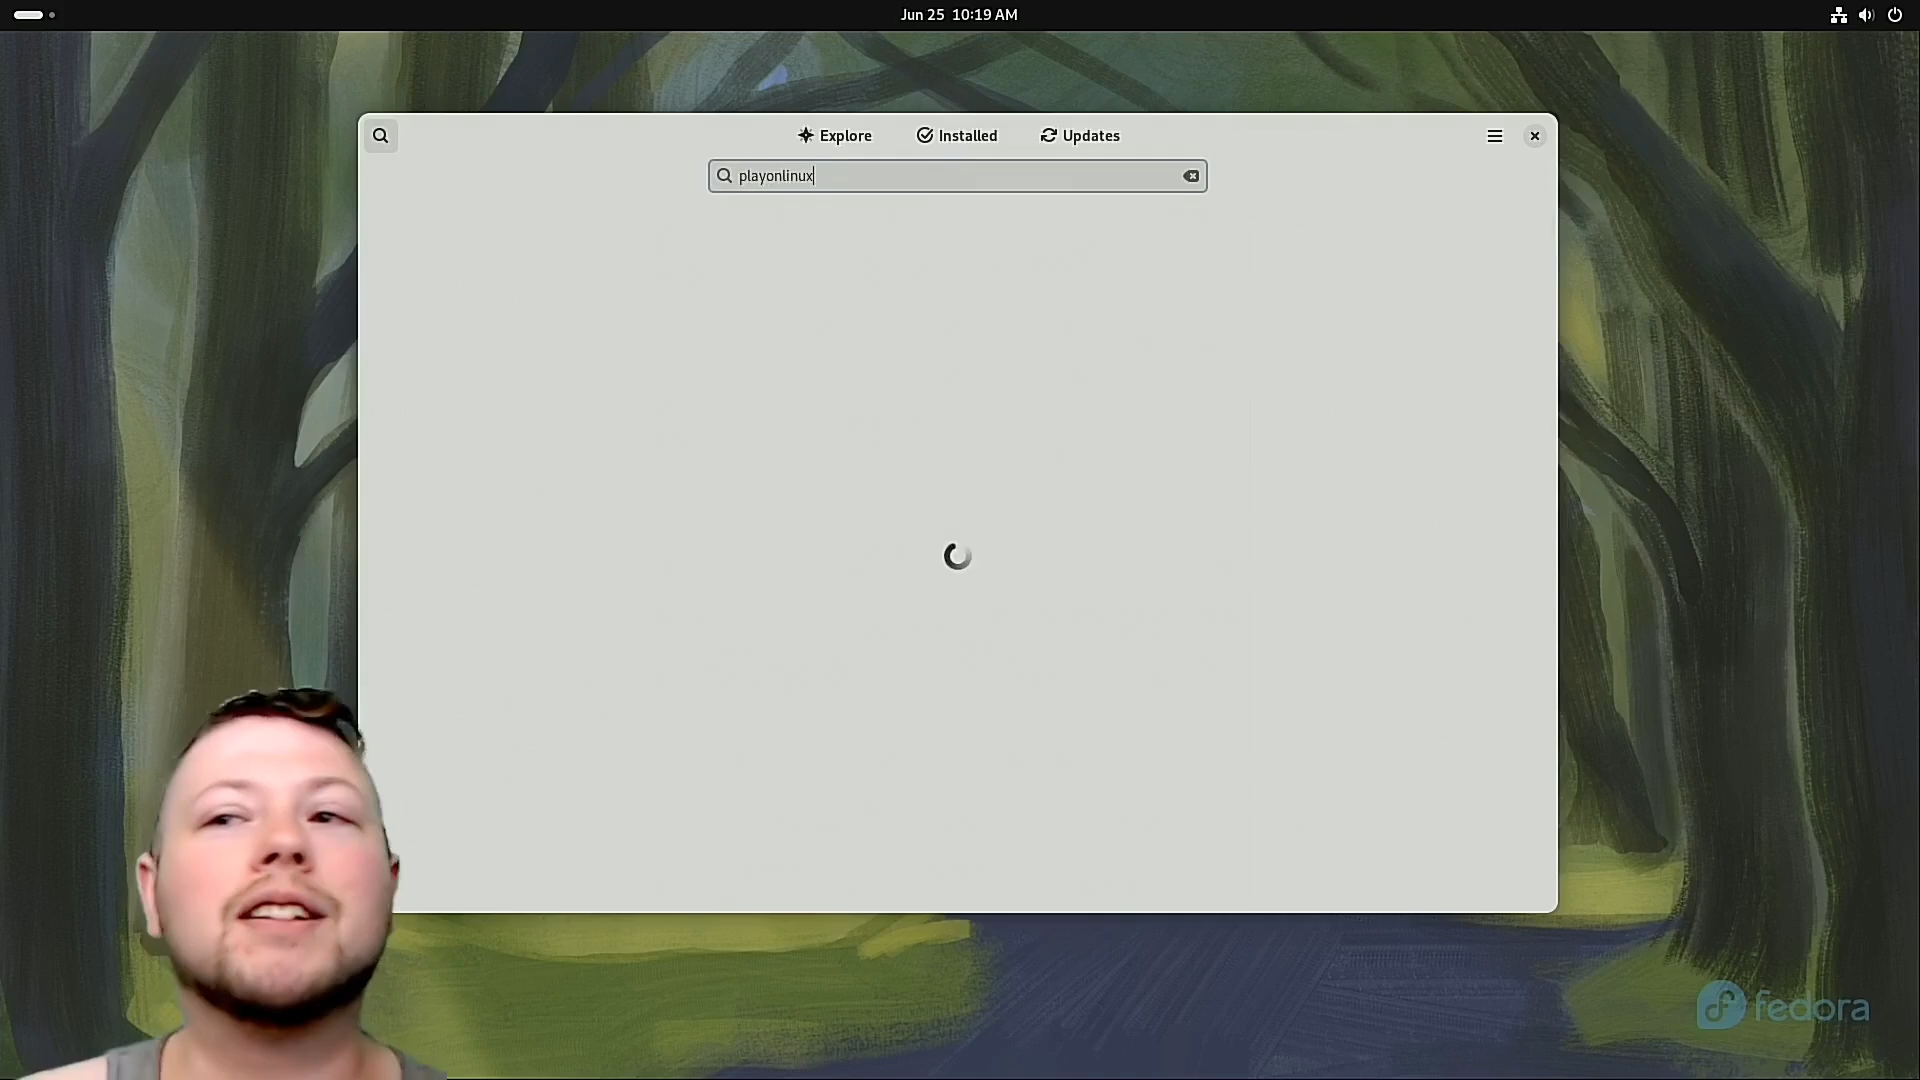 Jun 25 10:19 AM
Explore
Installed
Updates
playonlinux
fedora